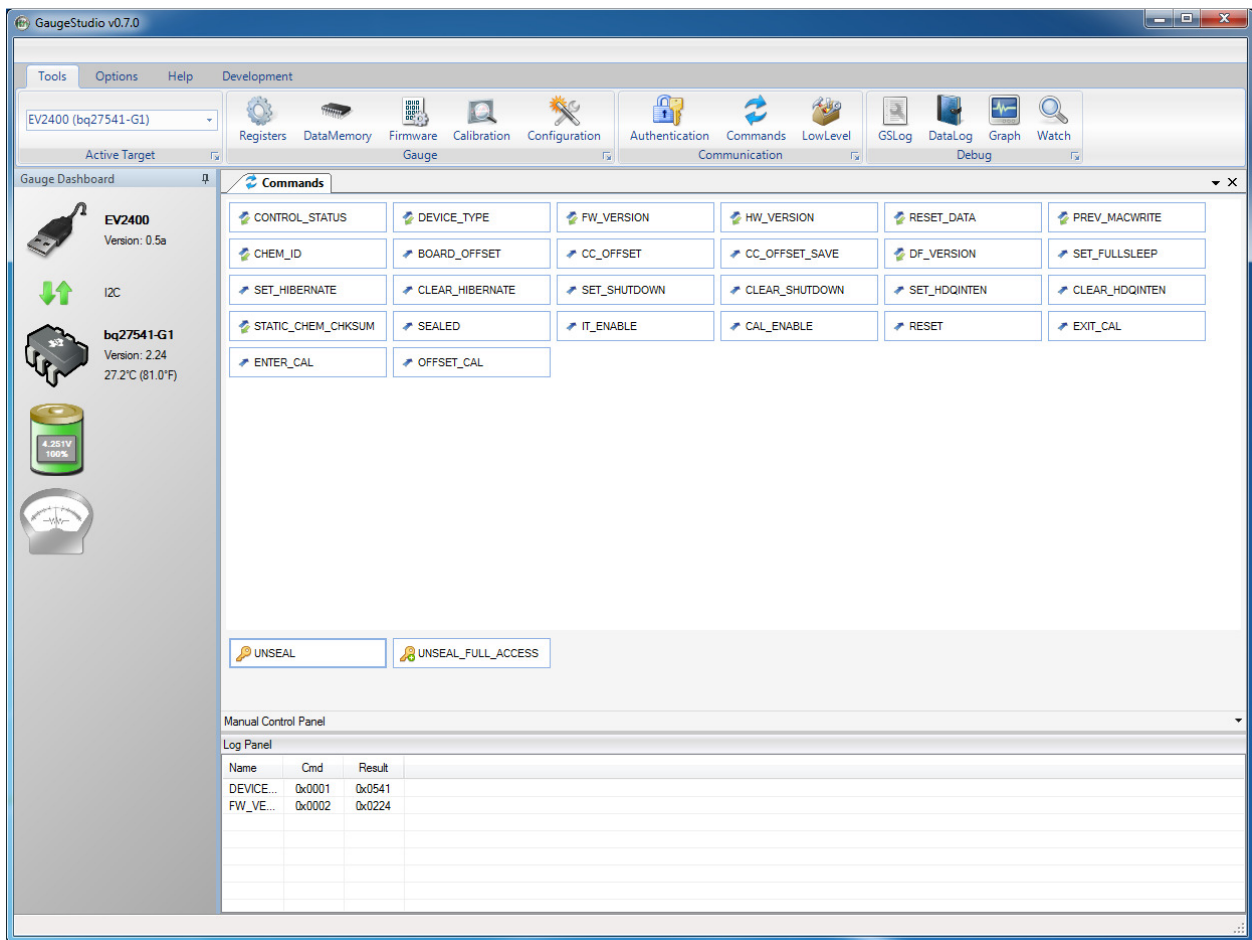 GaugeStudio v0.7.0
Tools Options Help Development
EV2400 (bq27541-G1)
Registers DataMemory Firmware Calibration Configuration Authentication Commands LowLevel GSLog DataLog Graph Watch
Active Target Gauge Communication Debug
Gauge Dashboard
Commands
EV2400
Version: 0.5a
I2C
bq27541-G1
Version: 2.24
27.2°C (81.0°F)
4.251V
100%
CONTROL_STATUS DEVICE_TYPE FW_VERSION HW_VERSION RESET_DATA PREV_MACWRITE
CHEM_ID BOARD_OFFSET CC_OFFSET CC_OFFSET_SAVE DF_VERSION SET_FULLSLEEP
SET_HIBERNATE CLEAR_HIBERNATE SET_SHUTDOWN CLEAR_SHUTDOWN SET_HDQINTEN CLEAR_HDQINTEN
STATIC_CHEM_CHKSUM SEALED IT_ENABLE CAL_ENABLE RESET EXIT_CAL
ENTER_CAL OFFSET_CAL
UNSEAL UNSEAL_FULL_ACCESS
Manual Control Panel
Log Panel
Name Cmd Result
DEVICE... 0x0001 0x0541
FW_VE... 0x0002 0x0224